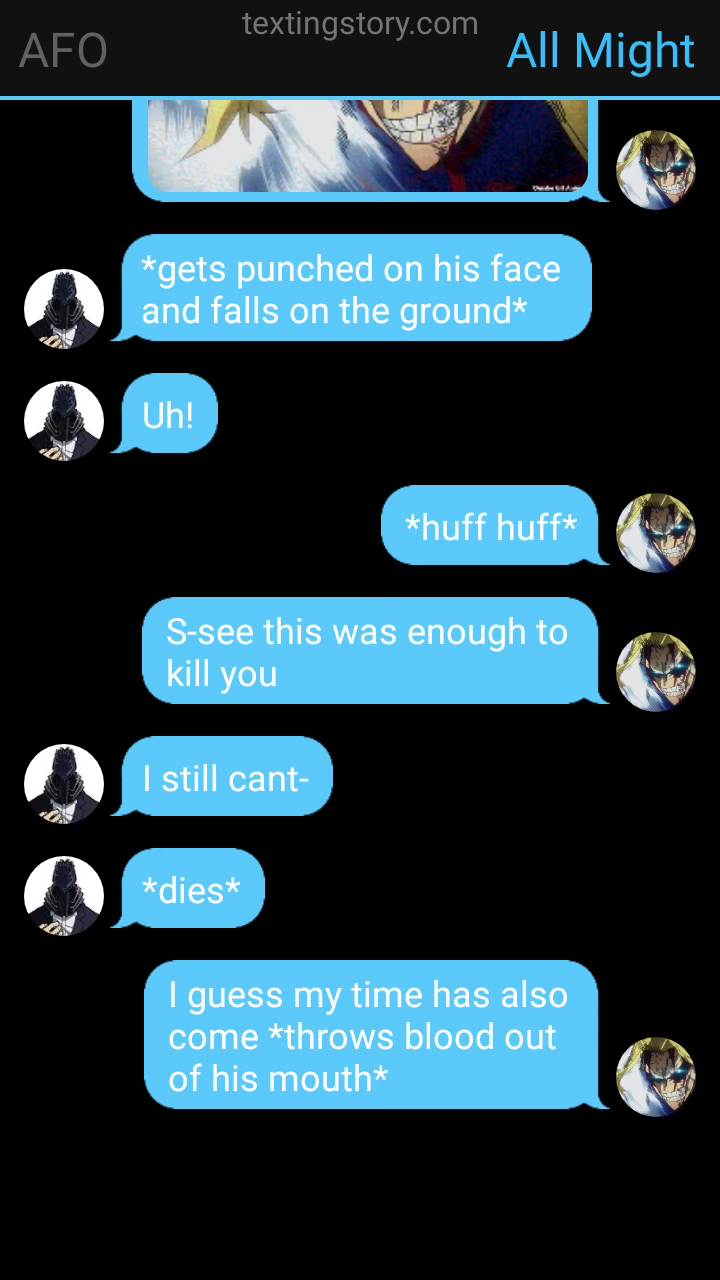 textingstory.com
AFO
All Might
*gets punched on his face
and falls on the ground*
Uh!
*huff huff*
S-see this was enough to
kill you
I still cant-
*dies*
I guess my time has also
come *throws blood out
of his mouth*